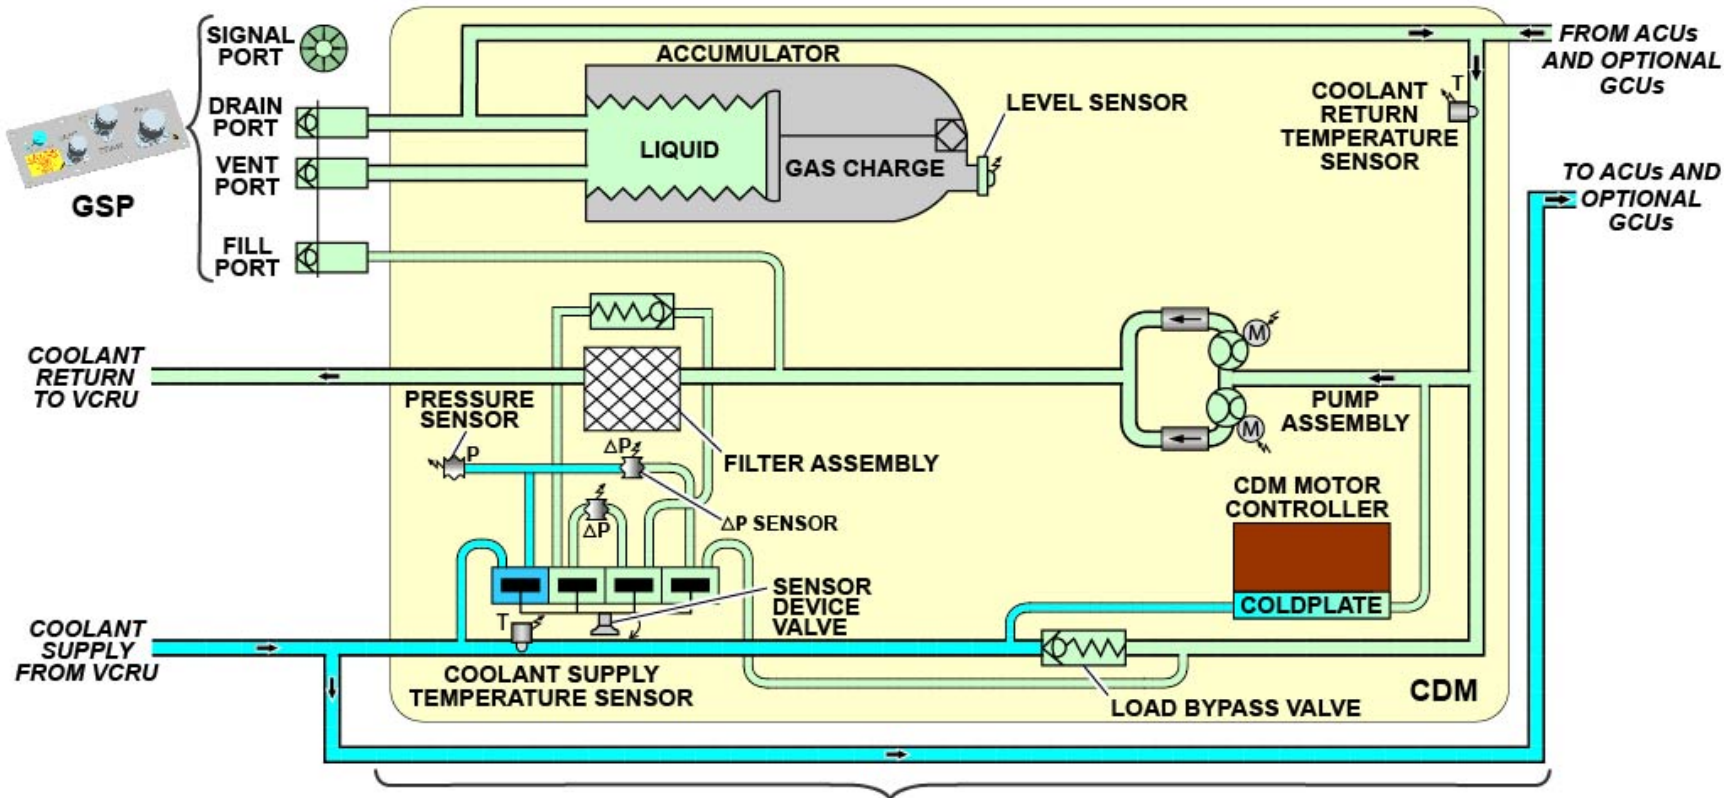 SIGNAL
PORT
DRAIN
PORT
VENT
PORT
FILL
PORT
GSP
ACCUMULATOR
LIQUID
GAS CHARGE
LEVEL SENSOR
FROM ACUs
AND OPTIONAL
GCUs
T
COOLANT
RETURN
TEMPERATURE
SENSOR
TO ACUs AND
OPTIONAL
GCUs
COOLANT
RETURN
TO VCRU
PRESSURE
SENSOR
P
ΔP
ΔP
FILTER ASSEMBLY
ΔP SENSOR
M
M
PUMP
ASSEMBLY
CDM MOTOR
CONTROLLER
COLDPLATE
SENSOR
DEVICE
VALVE
T
COOLANT
SUPPLY
FROM VCRU
COOLANT SUPPLY
TEMPERATURE SENSOR
LOAD BYPASS VALVE
CDM